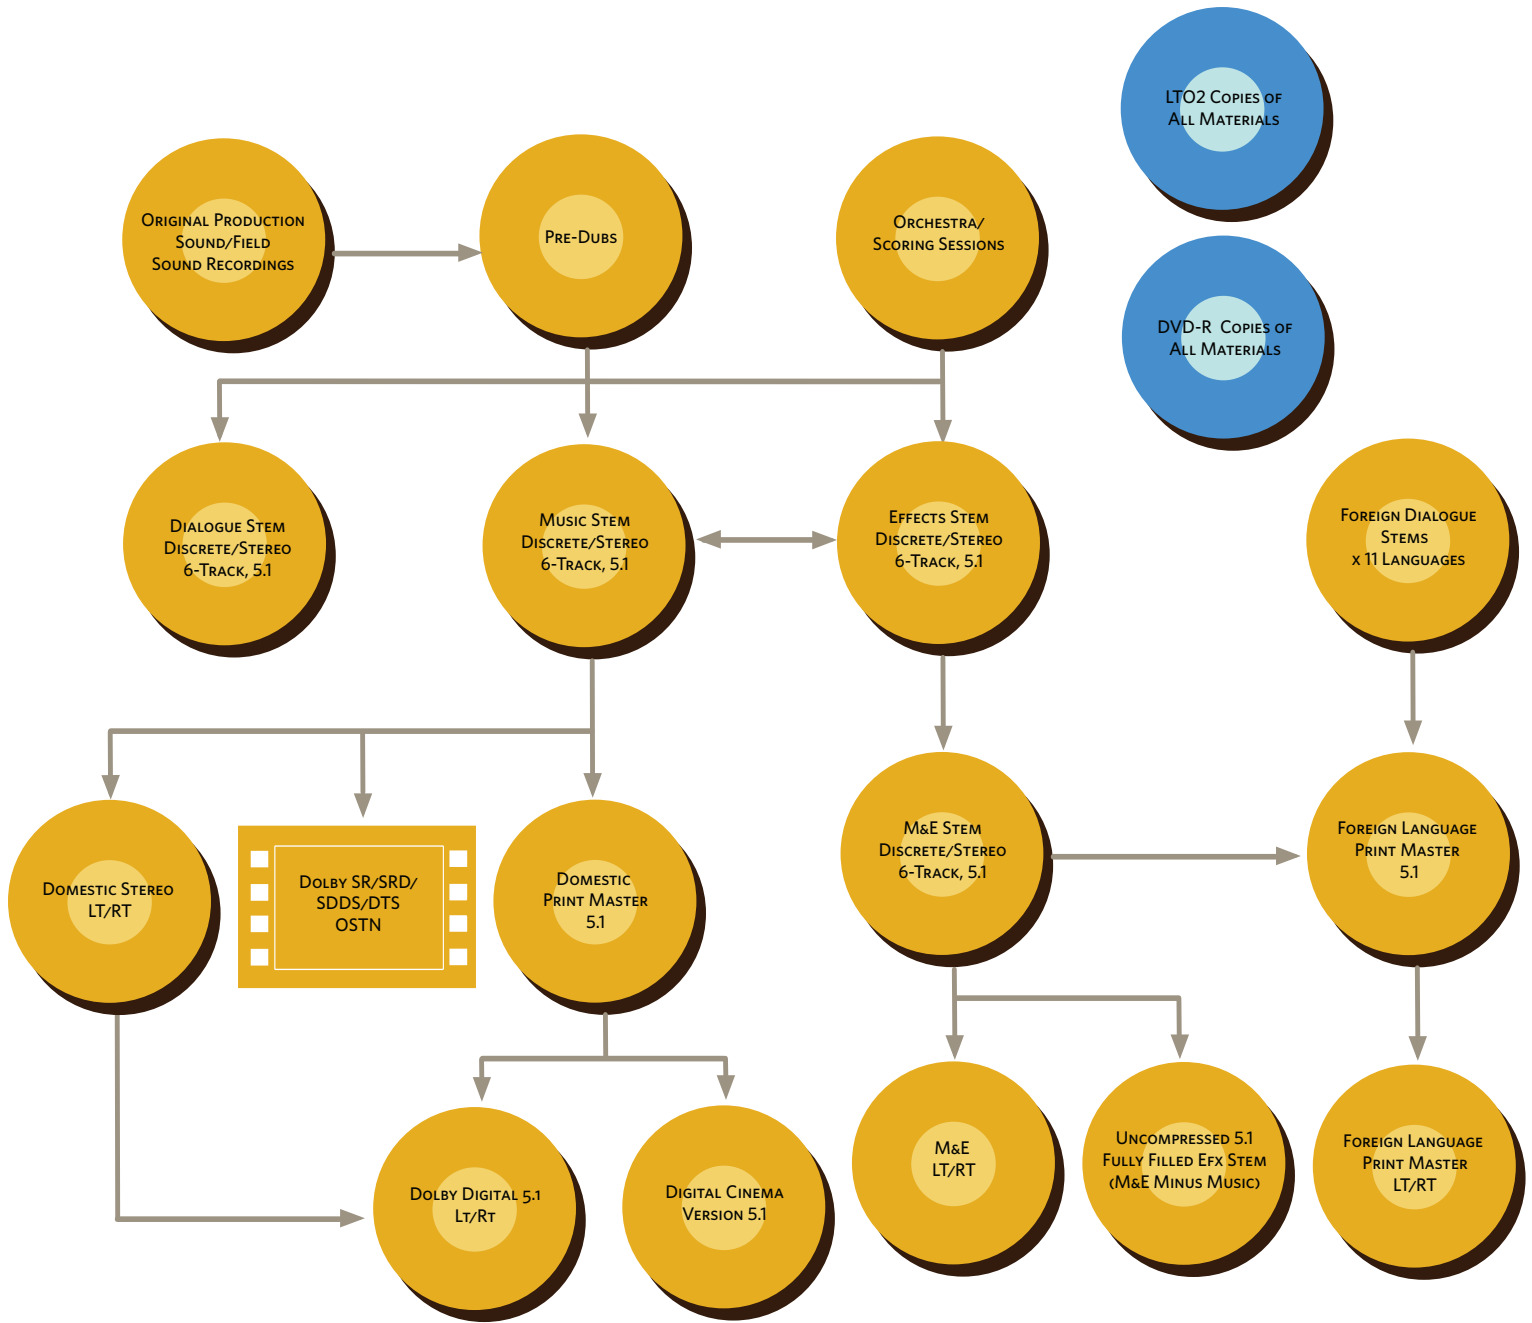 LTO2 Copies of
All Materials
Original Production
Sound/Field
Sound Recordings
Pre-Dubs
Orchestra/
Scoring Sessions
DVD-R Copies of
All Materials
Dialogue Stem
Discrete/Stereo
6-Track, 5.1
Music Stem
Discrete/Stereo
6-Track, 5.1
Effects Stem
Discrete/Stereo
6-Track, 5.1
Foreign Dialogue
Stems
x 11 Languages
Domestic Stereo
LT/RT
Dolby SR/SRD/
SDDS/DTS
OSTN
Domestic
Print Master
5.1
M&E Stem
Discrete/Stereo
6-Track, 5.1
Foreign Language
Print Master
5.1
Dolby Digital 5.1
Lt/Rt
Digital Cinema
Version 5.1
M&E
LT/RT
Uncompressed 5.1
Fully Filled Efx Stem
(M&E Minus Music)
Foreign Language
Print Master
LT/RT